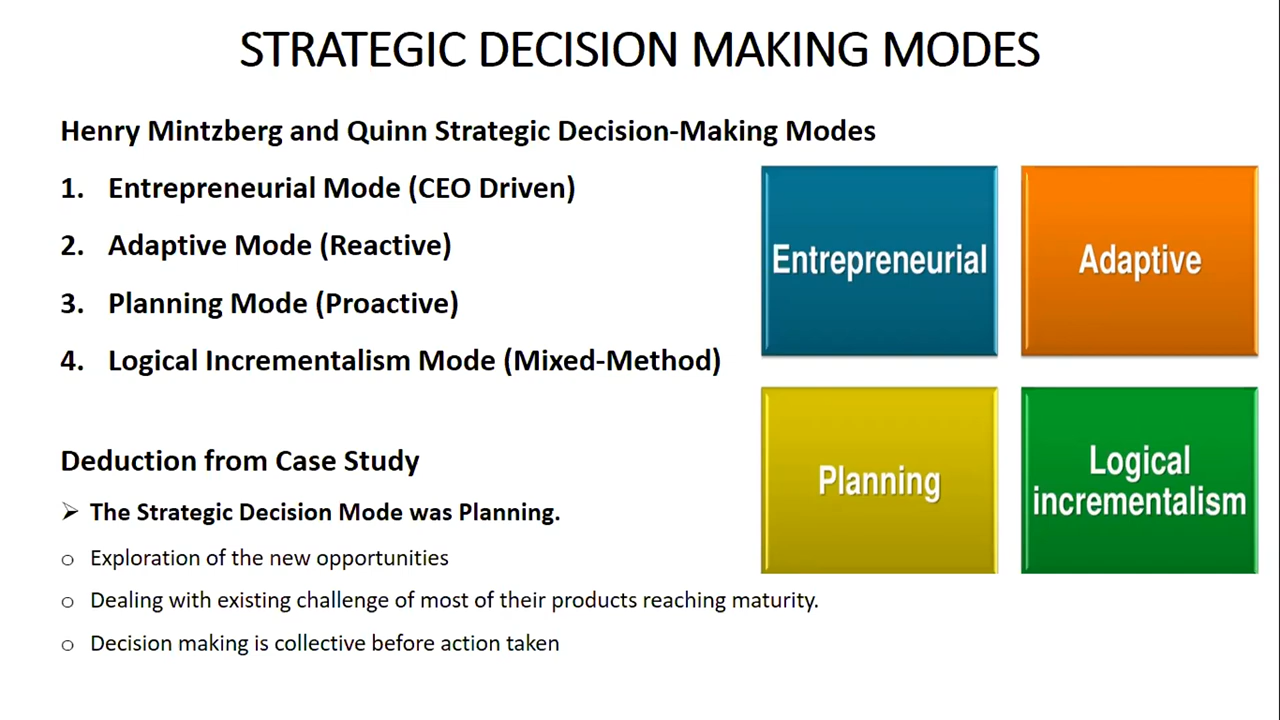 STRATEGIC DECISION MAKING MODES
Henry Mintzberg and Quinn Strategic Decision-Making Modes
1. Entrepreneurial Mode (CEO Driven)
2. Adaptive Mode (Reactive)
3. Planning Mode (Proactive)
4. Logical Incrementalism Mode (Mixed-Method)
Entrepreneurial
Adaptive
Planning
Logical
incrementalism
Deduction from Case Study
➢ The Strategic Decision Mode was Planning.
o Exploration of the new opportunities
o Dealing with existing challenge of most of their products reaching maturity.
o Decision making is collective before action taken